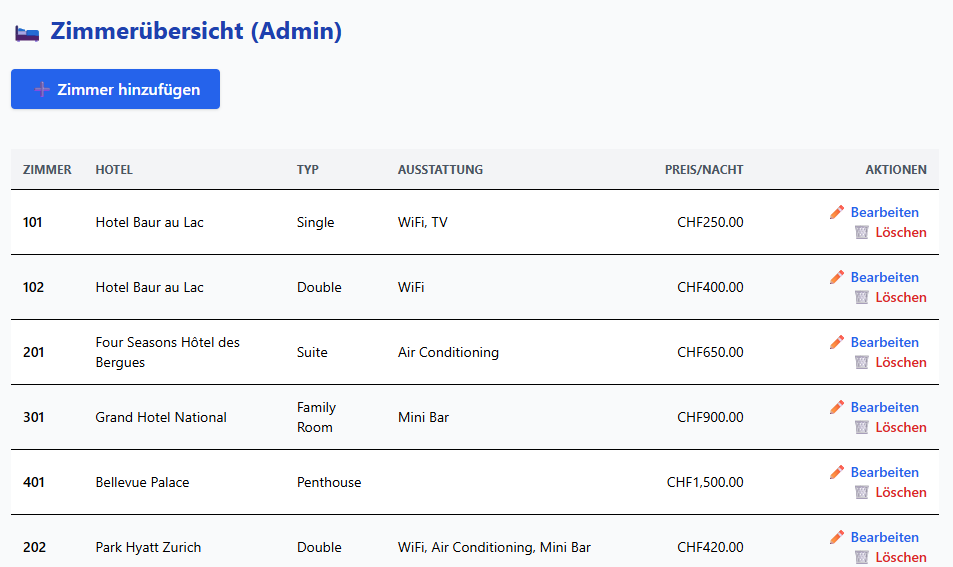 Zimmerübersicht (Admin)
Zimmer hinzufügen
ZIMMER HOTEL TYP AUSSTATTUNG PREIS/NACHT AKTIONEN
101 Hotel Baur au Lac Single WiFi, TV CHF250.00 Bearbeiten
Löschen
102 Hotel Baur au Lac Double WiFi CHF400.00 Bearbeiten
Löschen
201 Four Seasons Hôtel des Suite Air Conditioning CHF650.00 Bearbeiten
Bergues Löschen
301 Grand Hotel National Family Mini Bar CHF900.00 Bearbeiten
Room Löschen
401 Bellevue Palace Penthouse CHF1,500.00 Bearbeiten
Löschen
202 Park Hyatt Zurich Double WiFi, Air Conditioning, Mini Bar CHF420.00 Bearbeiten
Löschen